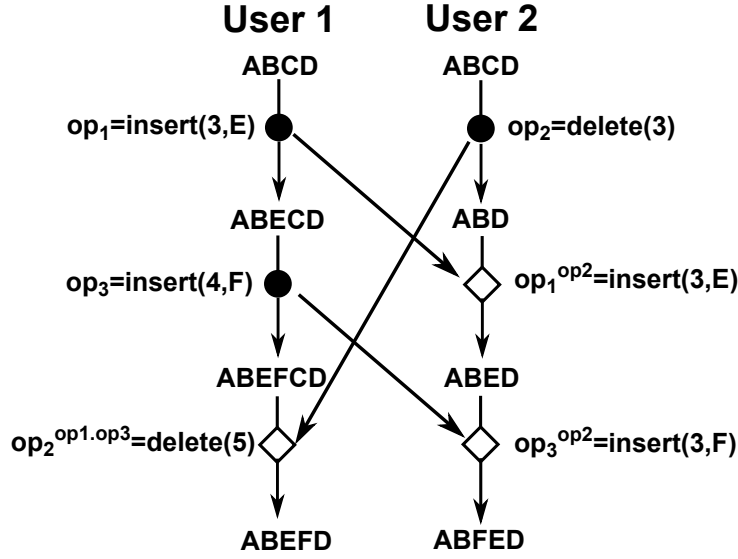 User 1 User 2
ABCD ABCD
op₁=insert(3,E) op₂=delete(3)
ABECD ABD
op₃=insert(4,F) op₁ᵒᵖ²=insert(3,E)
ABEFCD ABED
op₂ᵒᵖ¹·ᵒᵖ³=delete(5) op₃ᵒᵖ²=insert(3,F)
ABEFD ABFED